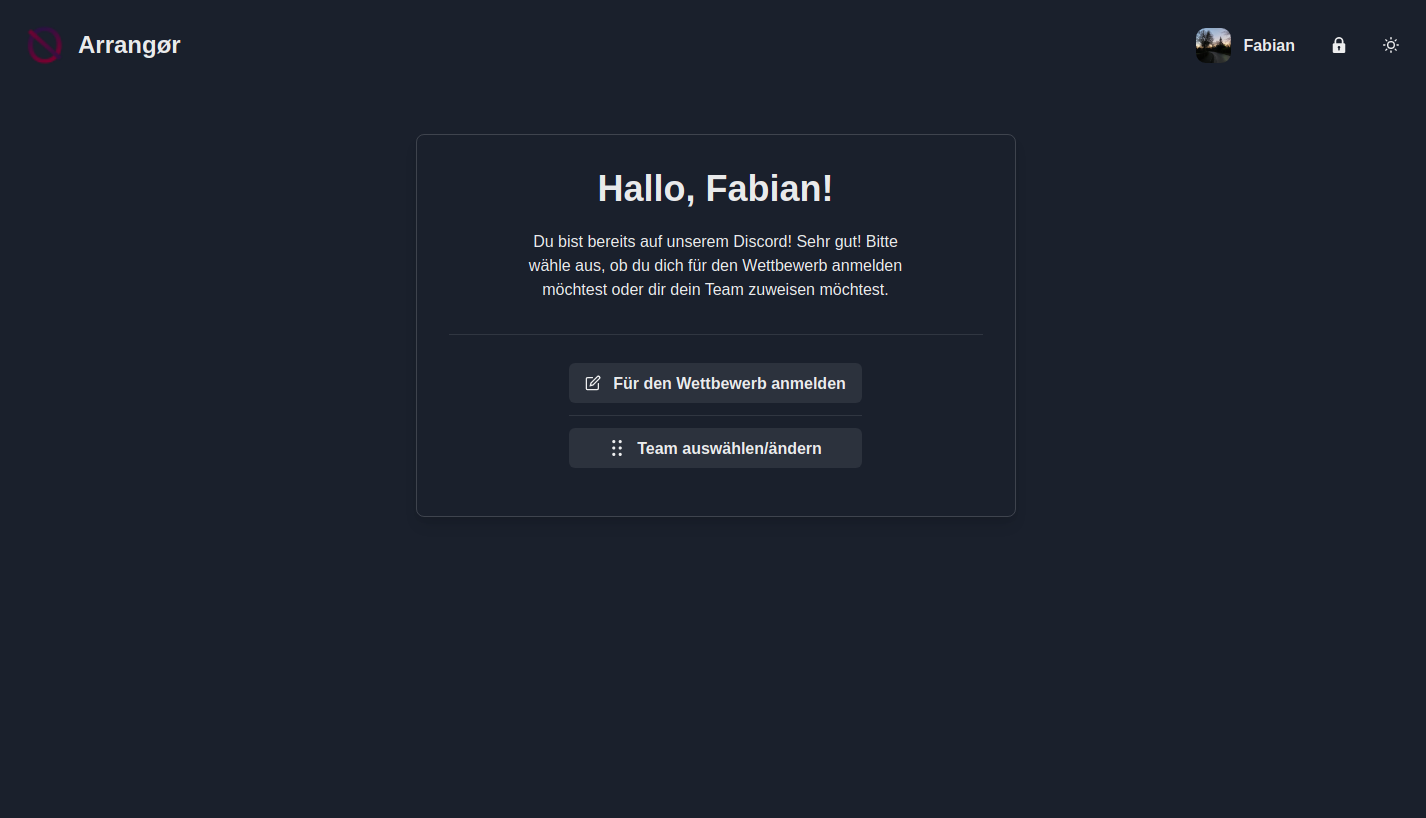 Arrangør
Fabian
Hallo, Fabian!
Du bist bereits auf unserem Discord! Sehr gut! Bitte
wähle aus, ob du dich für den Wettbewerb anmelden
möchtest oder dir dein Team zuweisen möchtest.
Für den Wettbewerb anmelden
Team auswählen/ändern